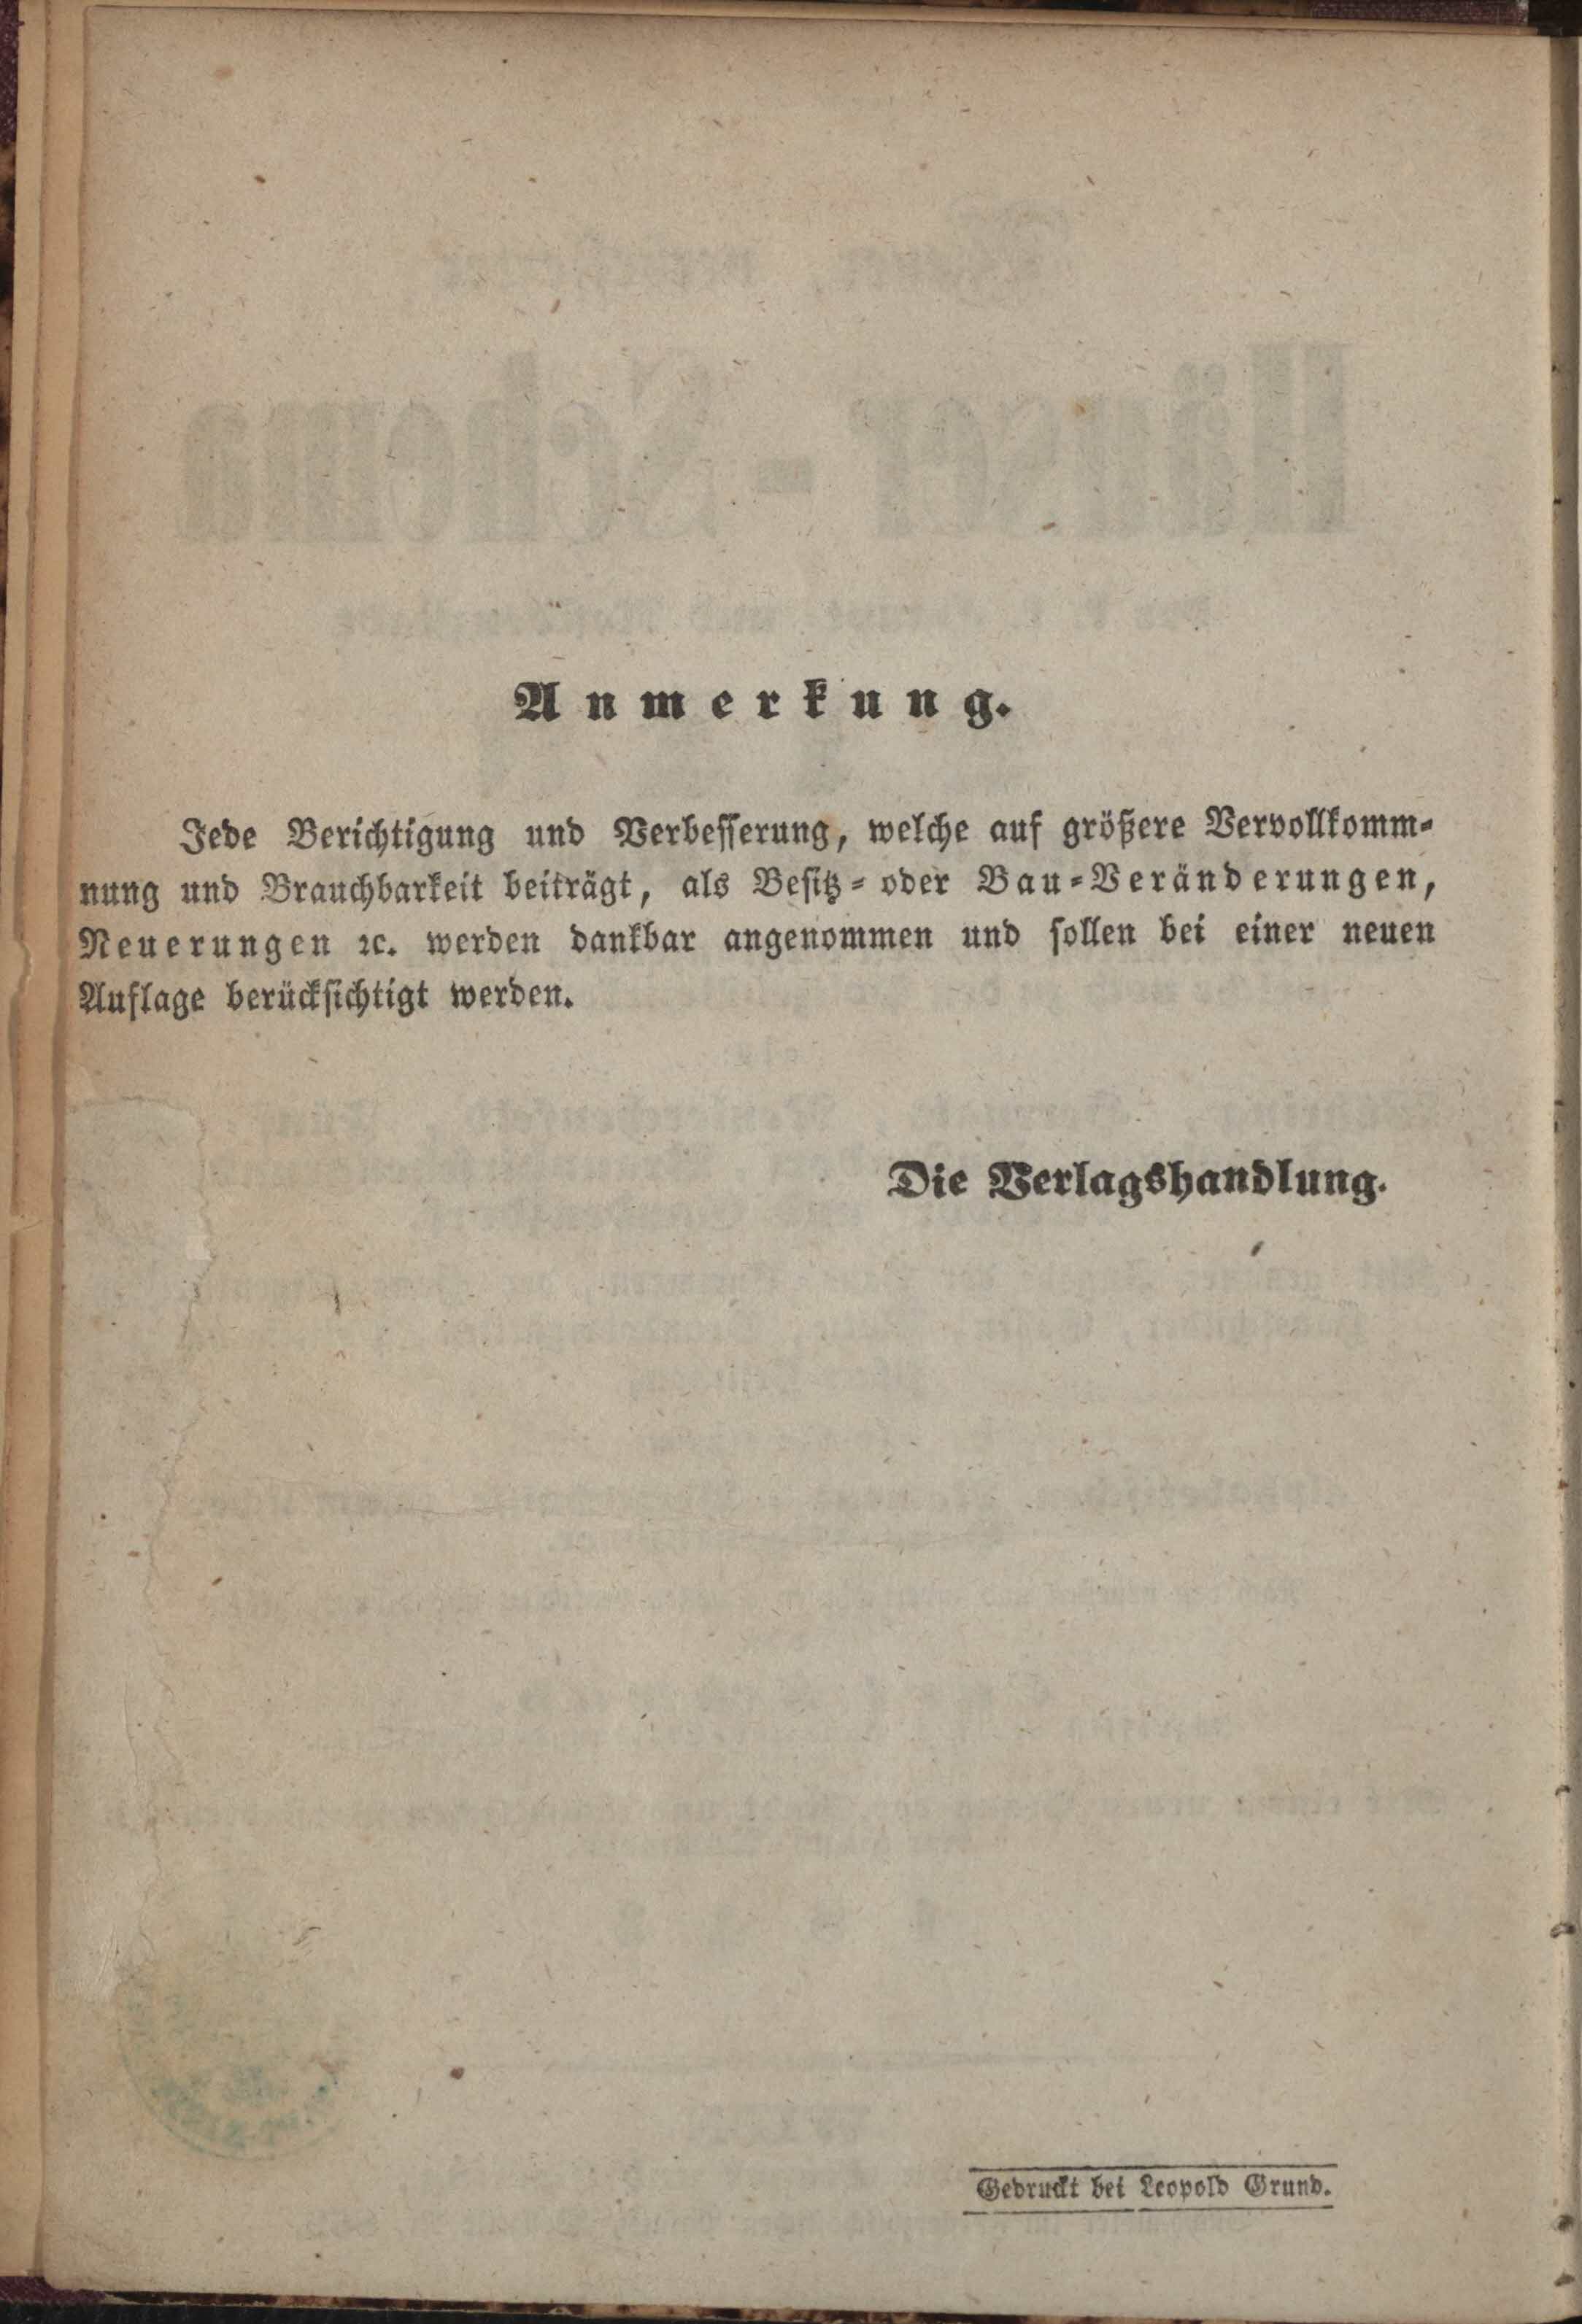 Anmerkung.
Jede Berichtigung und Verbesserung, welche auf größere Vervollkomm-
nung und Brauchbarkeit beiträgt, als Besitz- oder Bau-Veränderungen,
Neuerungen ꝛc. werden dankbar angenommen und sollen bei einer neuen
Auflage berücksichtigt werden.
Die Verlagshandlung.
Gedruckt bei Leopold Grund.